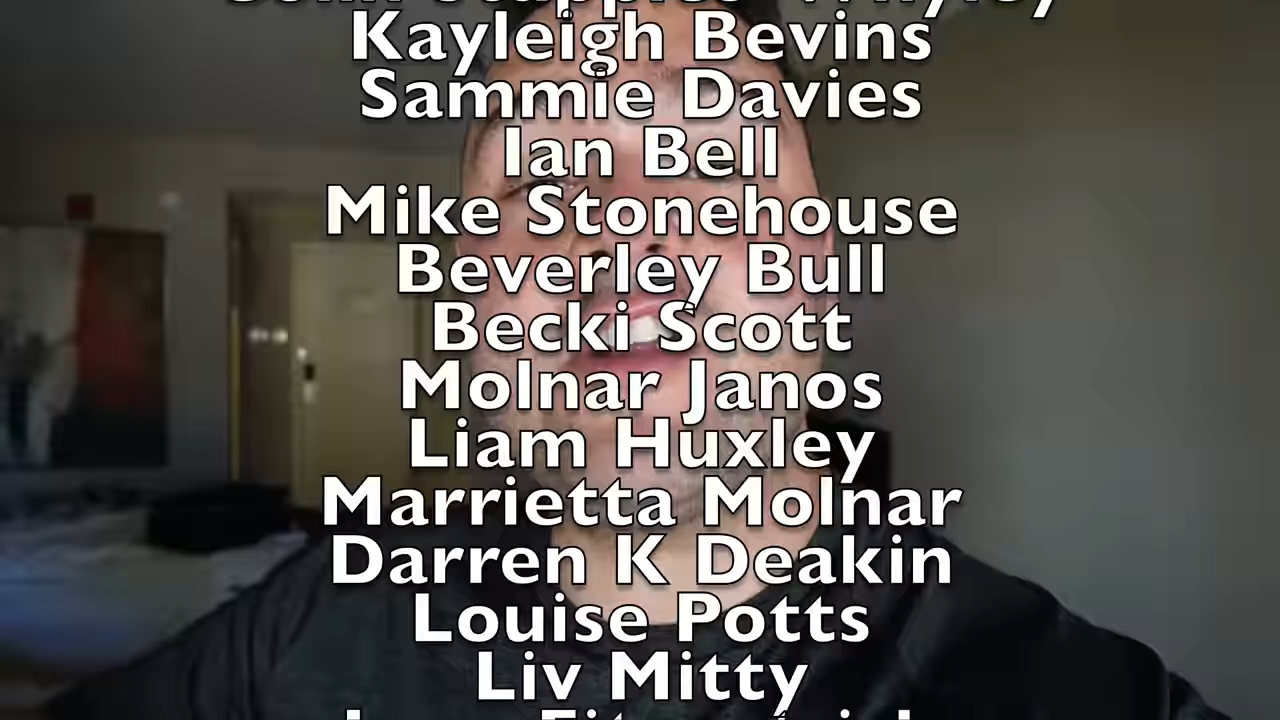 Kayleigh Bevins
Sammie Davies
Ian Bell
Mike Stonehouse
Beverley Bull
Becki Scott
Molnar Janos
Liam Huxley
Marrietta Molnar
Darren K Deakin
Louise Potts
Liv Mitty